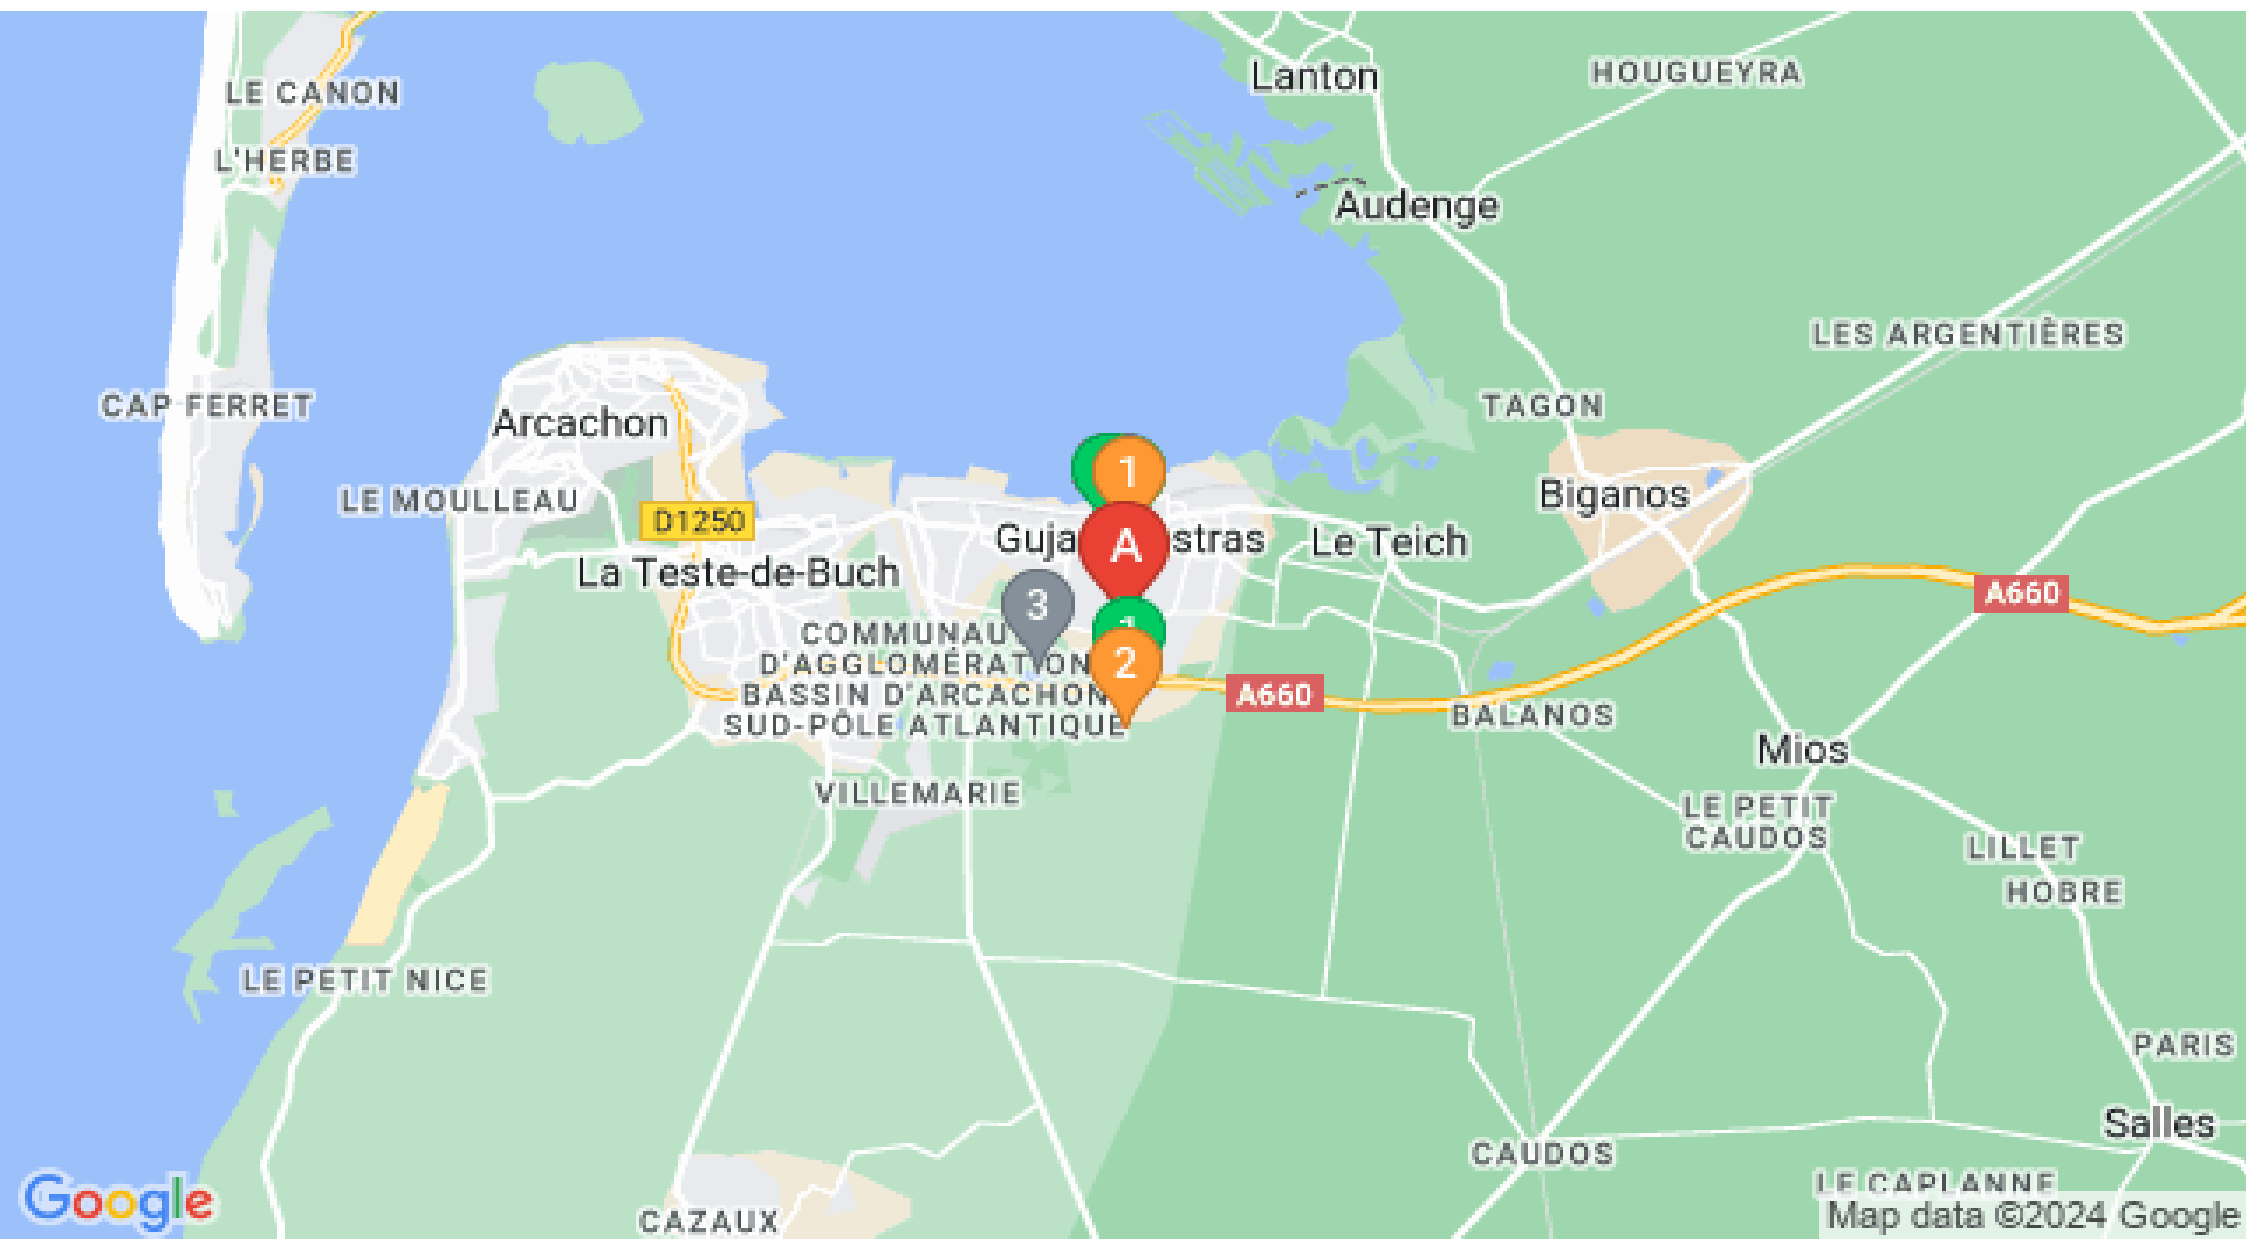 Lanton
HOUGUEYRA
LE CANON
L'HERBE
Audenge
LES ARGENTIÈRES
CAP FERRET
TAGON
Arcachon
1
LE MOULLEAU
Biganos
D1250
Guja
A
stras
Le Teich
La Teste-de-Buch
A660
3
1
COMMUNAU
D'AGGLOMÉRATION
2
BASSIN D'ARCACHON
A660
SUD-PÔLE ATLANTIQUE
BALANOS
Mios
VILLEMARIE
LE PETIT
CAUDOS
LILLET
HOBRE
LE PETIT NICE
PARIS
Salles
CAUDOS
LE CAPLANNE
Google
CAZAUX
Map data ©2024 Google